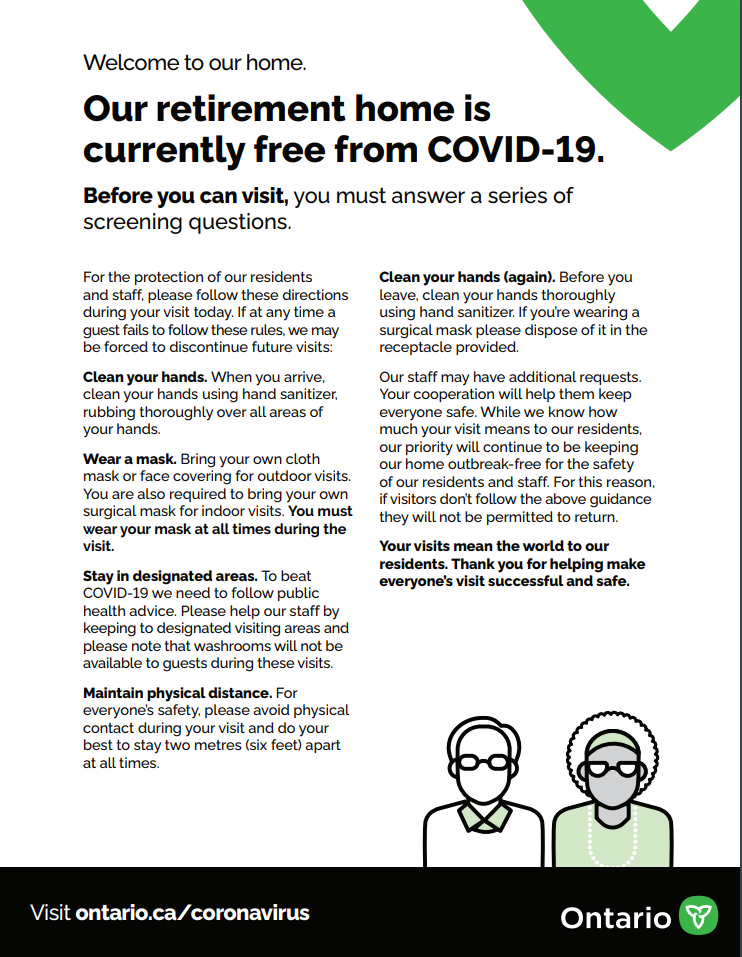 Welcome to our home.
Our retirement home is
currently free from COVID-19.
Before you can visit, you must answer a series of
screening questions.
For the protection of our residents
and staff, please follow these directions
during your visit today. If at any time a
guest fails to follow these rules, we may
be forced to discontinue future visits:
Clean your hands. When you arrive,
clean your hands using hand sanitizer,
rubbing thoroughly over all areas of
your hands.
Wear a mask. Bring your own cloth
mask or face covering for outdoor visits.
You are also required to bring your own
surgical mask for indoor visits. You must
wear your mask at all times during the
visit.
Stay in designated areas. To beat
COVID-19 we need to follow public
health advice. Please help our staff by
keeping to designated visiting areas and
please note that washrooms will not be
available to guests during these visits.
Maintain physical distance. For
everyone's safety, please avoid physical
contact during your visit and do your
best to stay two metres (six feet) apart
at all times.
Clean your hands (again). Before you
leave, clean your hands thoroughly
using hand sanitizer. If you're wearing a
surgical mask please dispose of it in the
receptacle provided.
Our staff may have additional requests.
Your cooperation will help them keep
everyone safe. While we know how
much your visit means to our residents,
our priority will continue to be keeping
our home outbreak-free for the safety
of our residents and staff. For this reason,
if visitors don't follow the above guidance
they will not be permitted to return.
Your visits mean the world to our
residents. Thank you for helping make
everyone's visit successful and safe.
Visit ontario.ca/coronavirus
Ontario